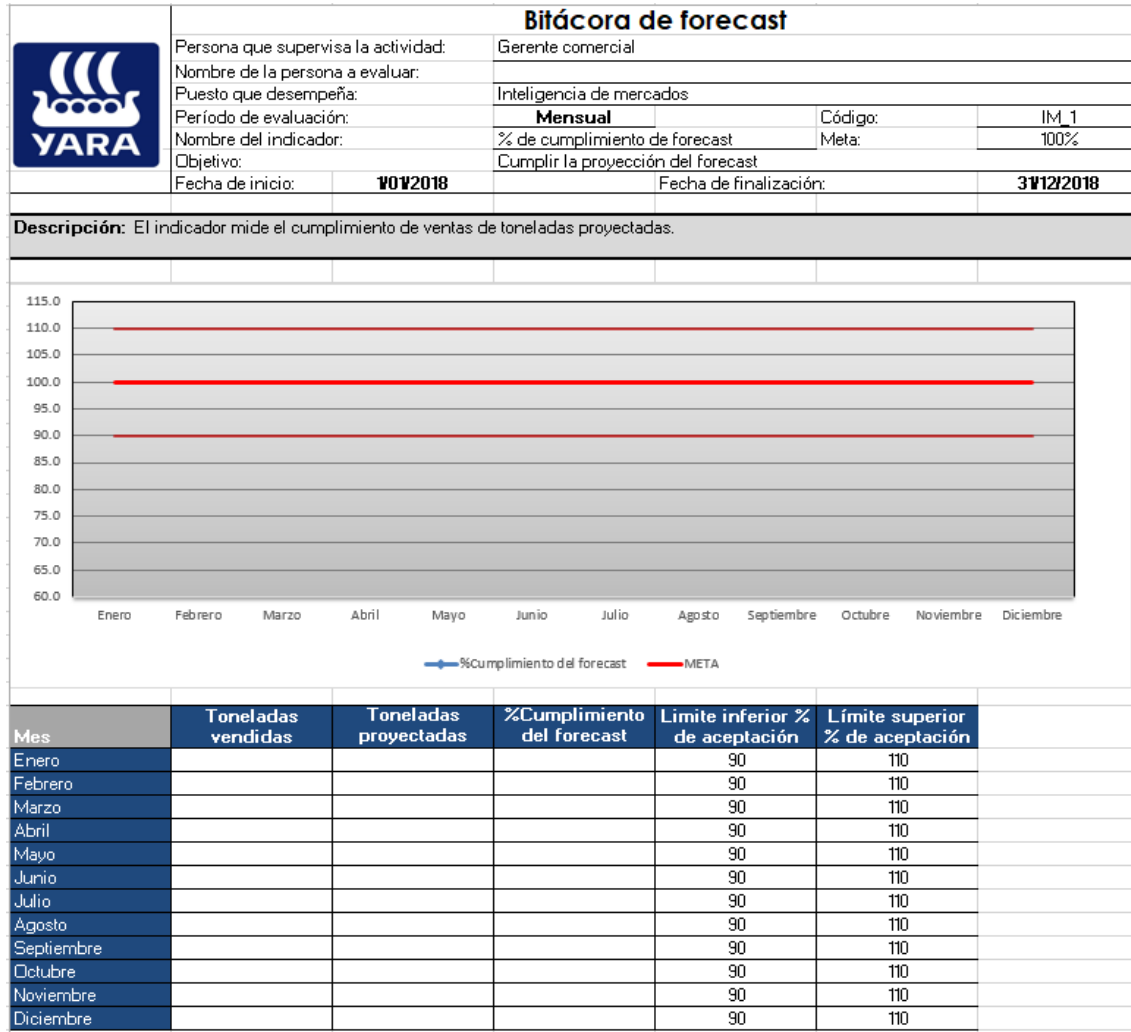 Bitácora de forecast
YARA
Persona que supervisa la actividad: Gerente comercial
Nombre de la persona a evaluar:
Puesto que desempeña: Inteligencia de mercados
Período de evaluación: Mensual Código: IM_1
Nombre del indicador: % de cumplimiento de forecast Meta: 100%
Objetivo: Cumplir la proyección del forecast
Fecha de inicio: 1/01/2018 Fecha de finalización: 31/12/2018
Descripción: El indicador mide el cumplimiento de ventas de toneladas proyectadas.
115.0
110.0
105.0
100.0
95.0
90.0
85.0
80.0
75.0
70.0
65.0
60.0
Enero Febrero Marzo Abril Mayo Junio Julio Agosto Septiembre Octubre Noviembre Diciembre
%Cumplimiento del forecast META
Mes Toneladas vendidas Toneladas proyectadas %Cumplimiento del forecast Limite inferior % de aceptación Límite superior % de aceptación
Enero 90 110
Febrero 90 110
Marzo 90 110
Abril 90 110
Mayo 90 110
Junio 90 110
Julio 90 110
Agosto 90 110
Septiembre 90 110
Octubre 90 110
Noviembre 90 110
Diciembre 90 110